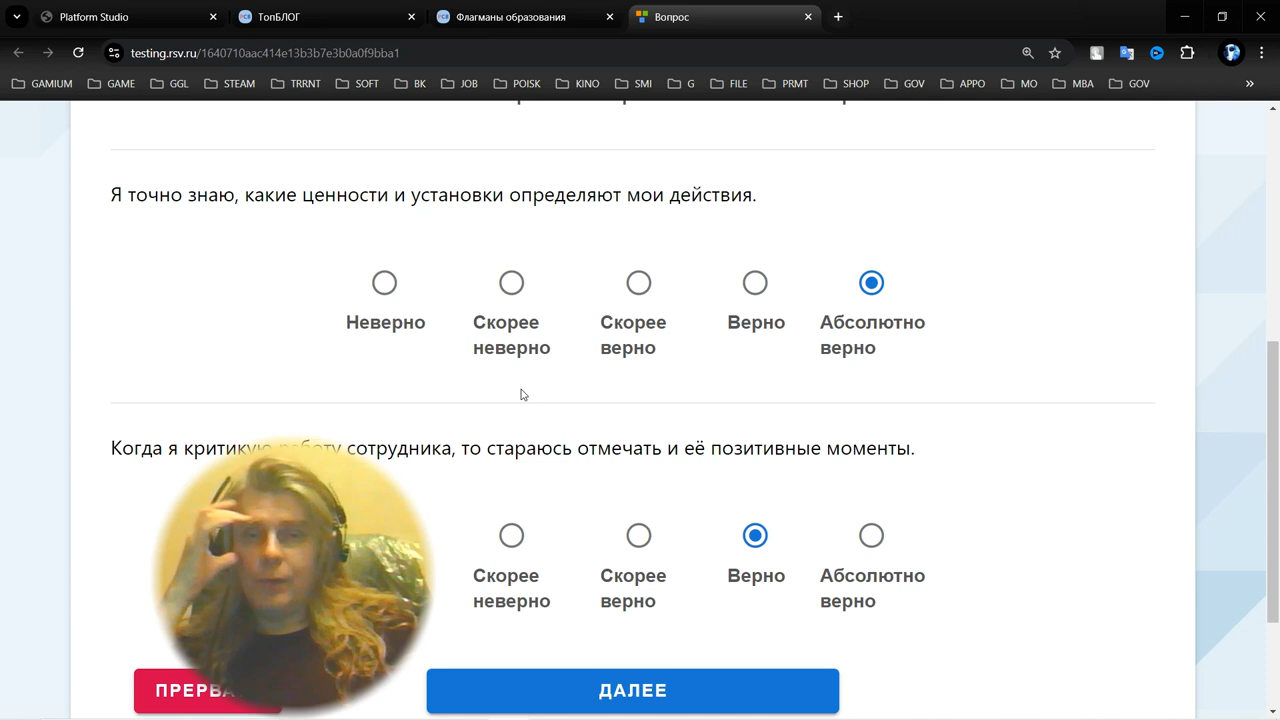 Platform Studio
ТопБЛОГ
Флагманы образования
Вопрос
testing.rsv.ru/1640710aac414e13b3b7e3b0a0f9bba1
GAMIUM GAME GGL STEAM TRRNT SOFT BK JOB POISK KINO SMI G FILE PRMT SHOP GOV APPO MO MBA GOV
Я точно знаю, какие ценности и установки определяют мои действия.
Неверно
Скорее неверно
Скорее верно
Верно
Абсолютно верно
Когда я критикую работу сотрудника, то стараюсь отмечать и её позитивные моменты.
Скорее неверно
Скорее верно
Верно
Абсолютно верно
ПРЕРВА
ДАЛЕЕ